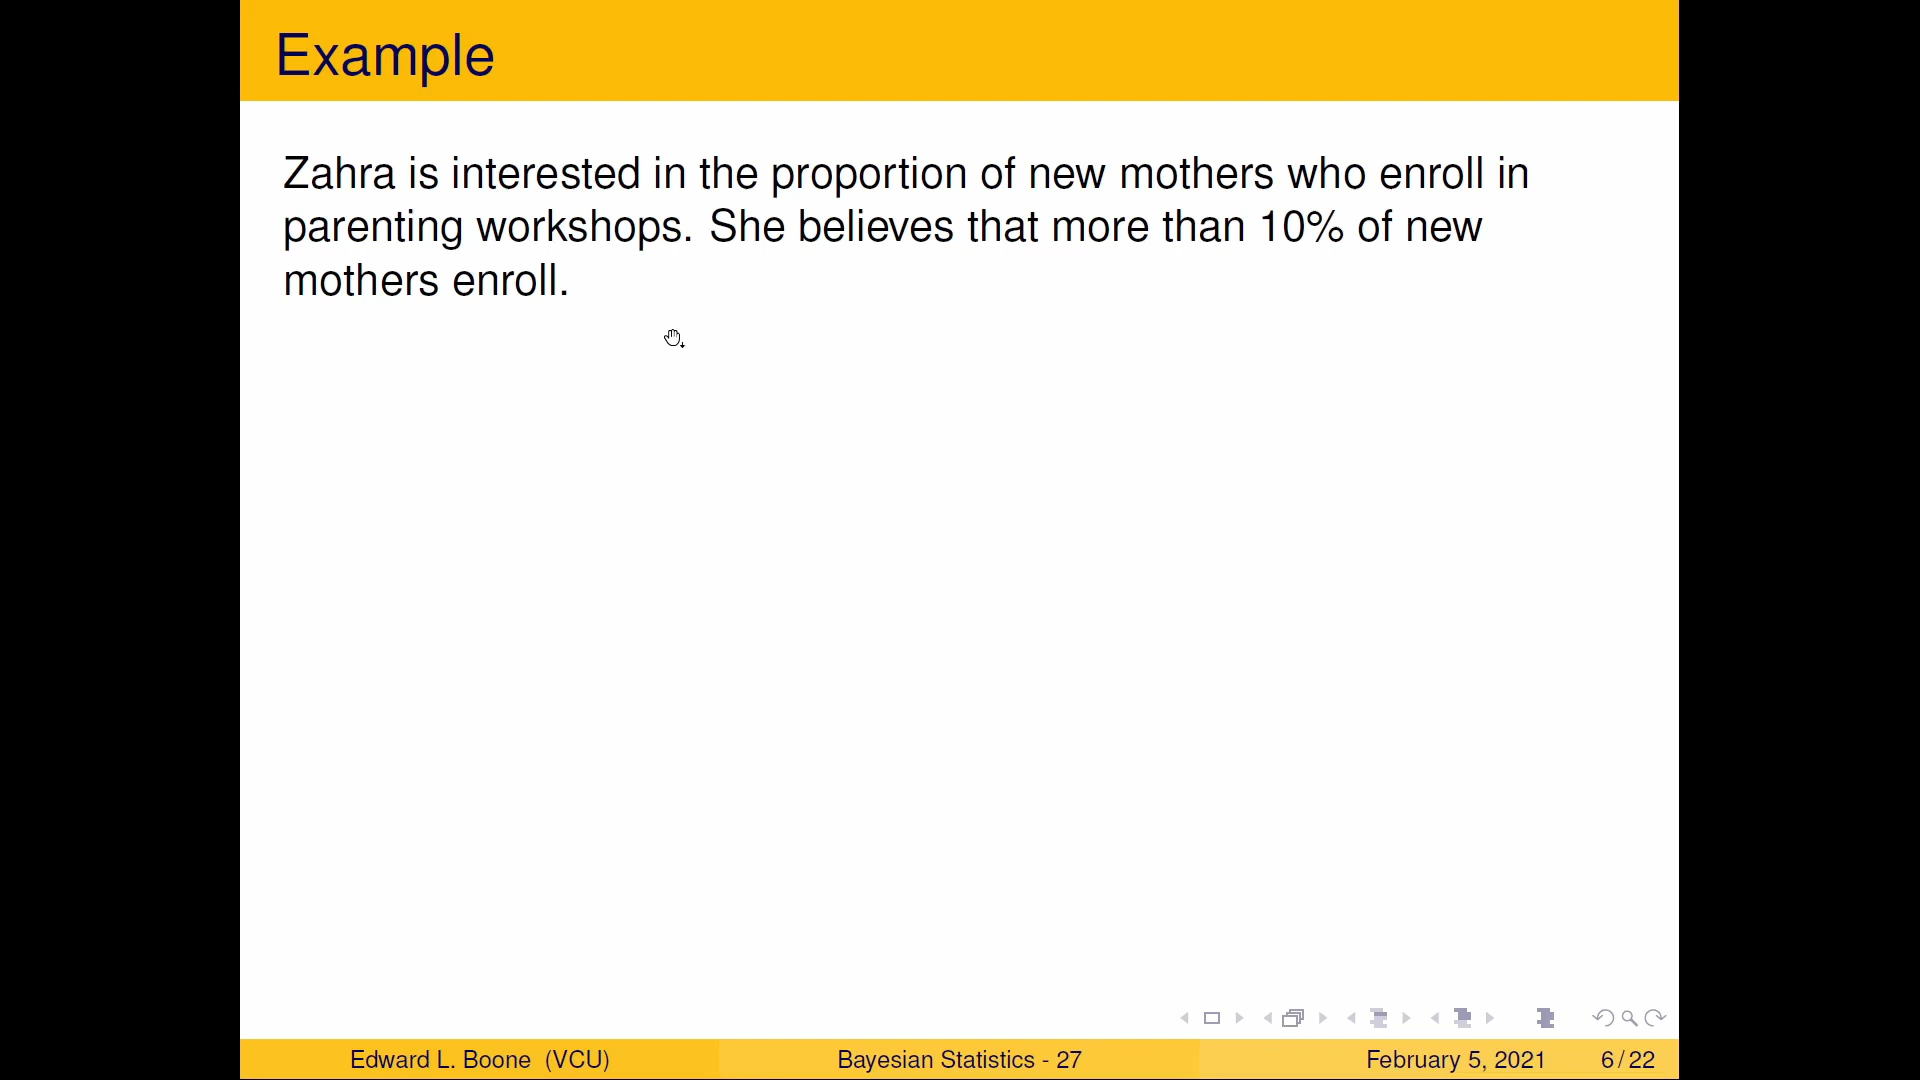 Example
Zahra is interested in the proportion of new mothers who enroll in
parenting workshops. She believes that more than 10% of new
mothers enroll.
Edward L. Boone (VCU) Bayesian Statistics - 27 February 5, 2021 6 / 22